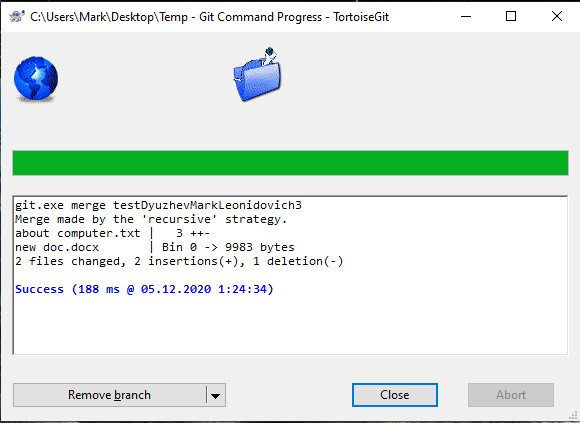 C:\Users\Mark\Desktop\Temp - Git Command Progress - TortoiseGit
git.exe merge testDyuzhevMarkLeonidovich3
Merge made by the 'recursive' strategy.
about computer.txt |   3 ++-
new doc.docx       | Bin 0 -> 9983 bytes
2 files changed, 2 insertions(+), 1 deletion(-)
Success (188 ms @ 05.12.2020 1:24:34)
Remove branch
Close
Abort